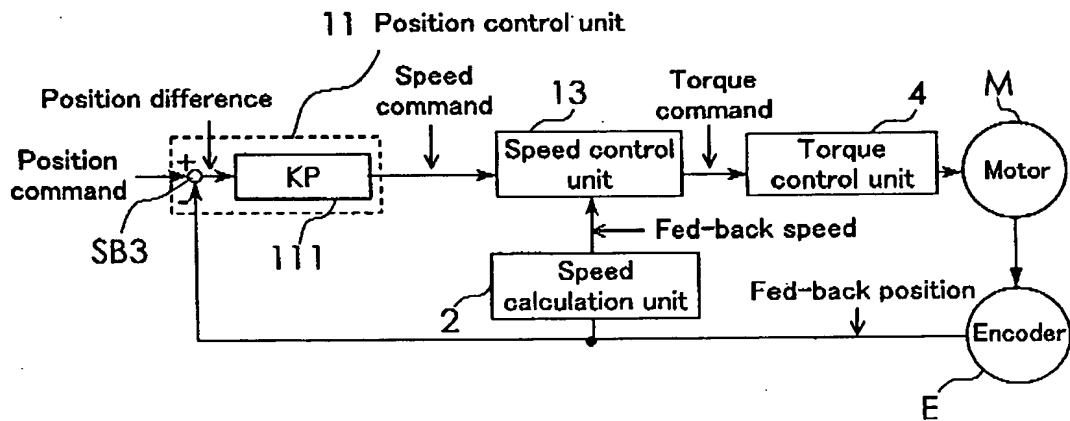 11 Position control unit
Position difference
Speed
command
Torque
command
13
4
M
Position
command
+
−
KP
Speed control
unit
Torque
control unit
Motor
SB3
111
Fed-back speed
Speed
calculation unit
2
Fed-back position
Encoder
E